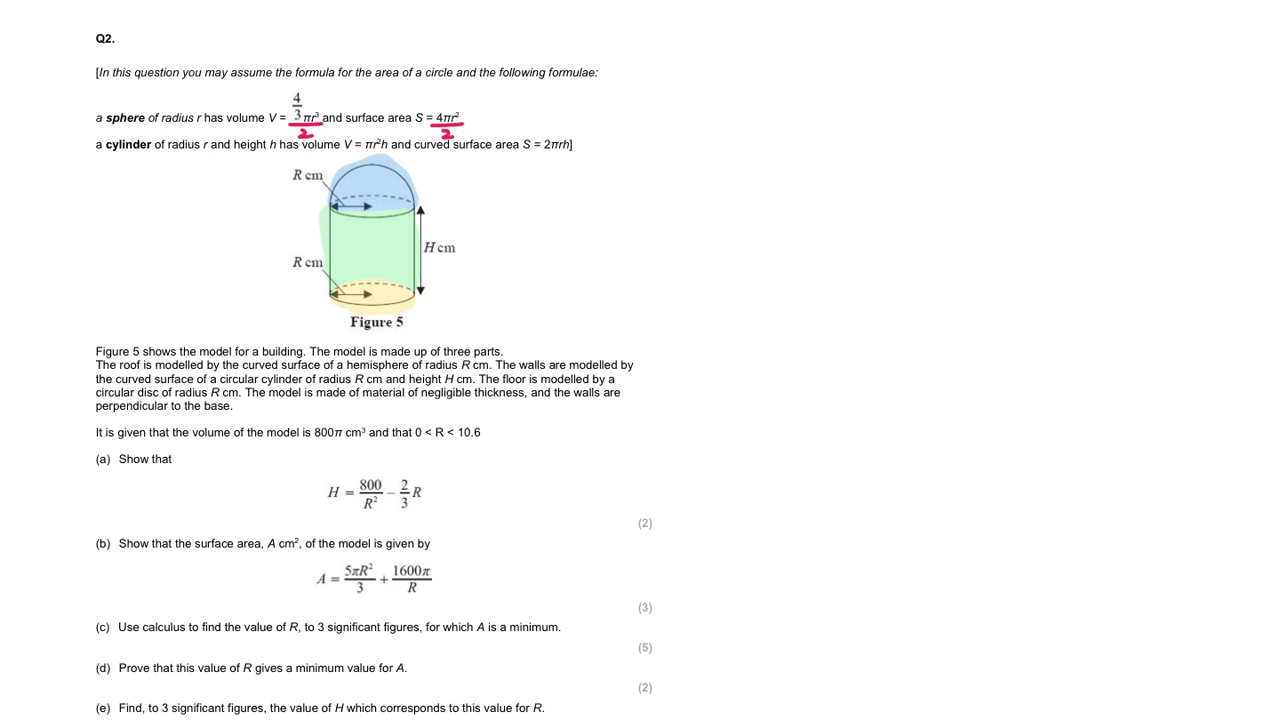 Q2.
[In this question you may assume the formula for the area of a circle and the following formulae:
a sphere of radius r has volume V = 4/3 πr³ and surface area S = 4πr²
2 2
a cylinder of radius r and height h has volume V = πr²h and curved surface area S = 2πrh]
R cm
H cm
R cm
Figure 5
Figure 5 shows the model for a building. The model is made up of three parts.
The roof is modelled by the curved surface of a hemisphere of radius R cm. The walls are modelled by
the curved surface of a circular cylinder of radius R cm and height H cm. The floor is modelled by a
circular disc of radius R cm. The model is made of material of negligible thickness, and the walls are
perpendicular to the base.
It is given that the volume of the model is 800π cm³ and that 0 < R < 10.6
(a) Show that
H = 800/R² – 2/3 R
(2)
(b) Show that the surface area, A cm², of the model is given by
A = 5πR²/3 + 1600π/R
(3)
(c) Use calculus to find the value of R, to 3 significant figures, for which A is a minimum.
(5)
(d) Prove that this value of R gives a minimum value for A.
(2)
(e) Find, to 3 significant figures, the value of H which corresponds to this value for R.